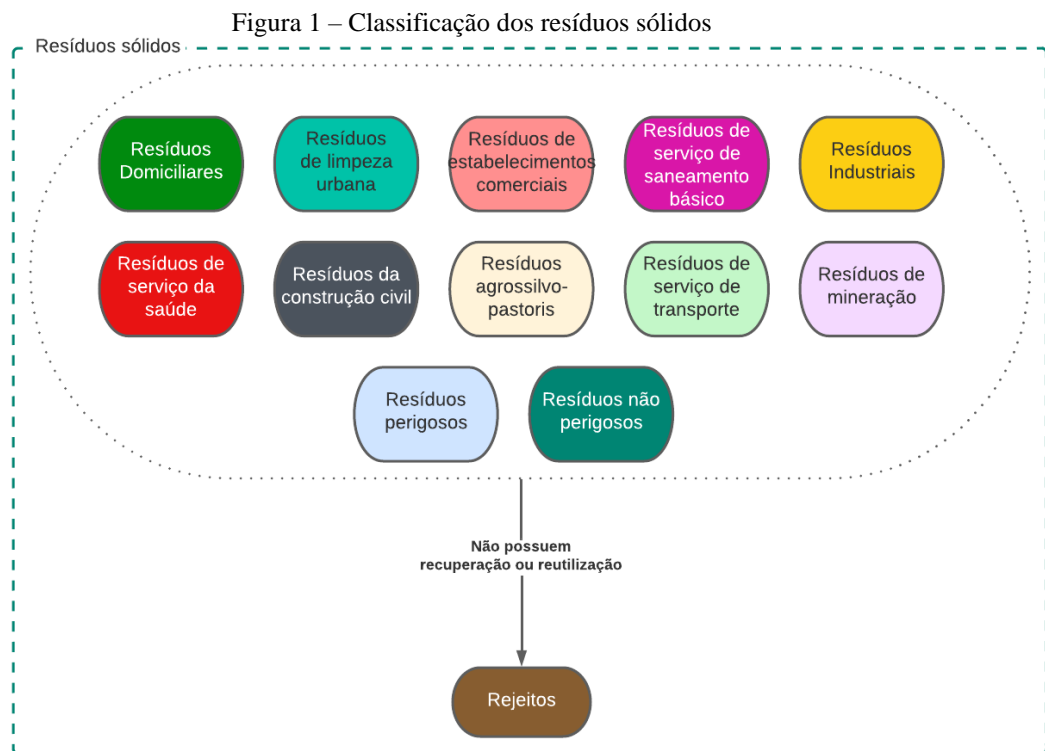 Figura 1 – Classificação dos resíduos sólidos
Resíduos sólidos
Resíduos
Domiciliares
Resíduos
de limpeza
urbana
Resíduos de
estabelecimentos
comerciais
Resíduos de
serviço de
saneamento
básico
Resíduos
Industriais
Resíduos de
serviço da
saúde
Resíduos da
construção civil
Resíduos
agrossilvo-
pastoris
Resíduos de
serviço de
transporte
Resíduos de
mineração
Resíduos
perigosos
Resíduos não
perigosos
Não possuem
recuperação ou reutilização
Rejeitos